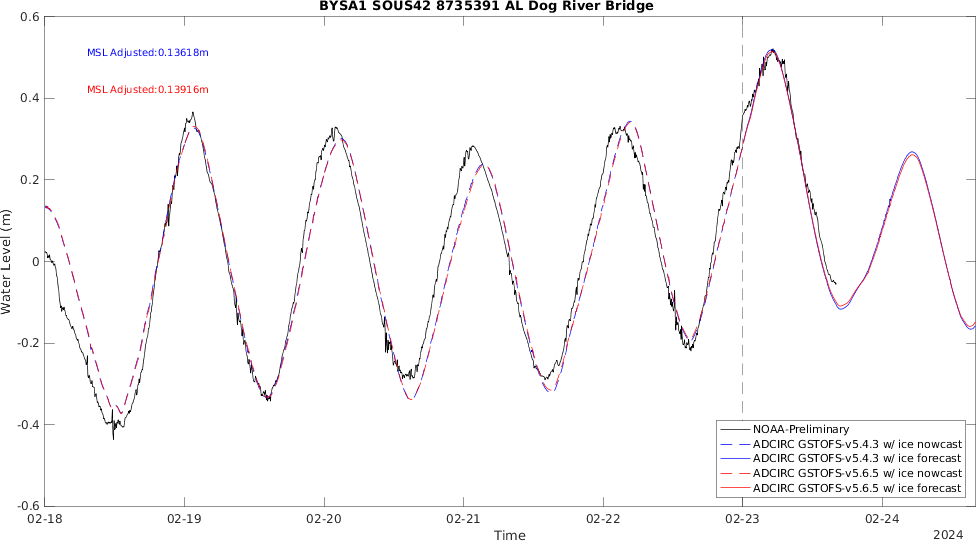 BYSA1 SOUS42 8735391 AL Dog River Bridge
0.6
MSL Adjusted:0.13618m
MSL Adjusted:0.13916m
0.4
0.2
0
-0.2
-0.4
-0.6
Water Level (m)
NOAA-Preliminary
ADCIRC GSTOFS-v5.4.3 w/ ice nowcast
ADCIRC GSTOFS-v5.4.3 w/ ice forecast
ADCIRC GSTOFS-v5.6.5 w/ ice nowcast
ADCIRC GSTOFS-v5.6.5 w/ ice forecast
02-18 02-19 02-20 02-21 02-22 02-23 02-24
Time
2024